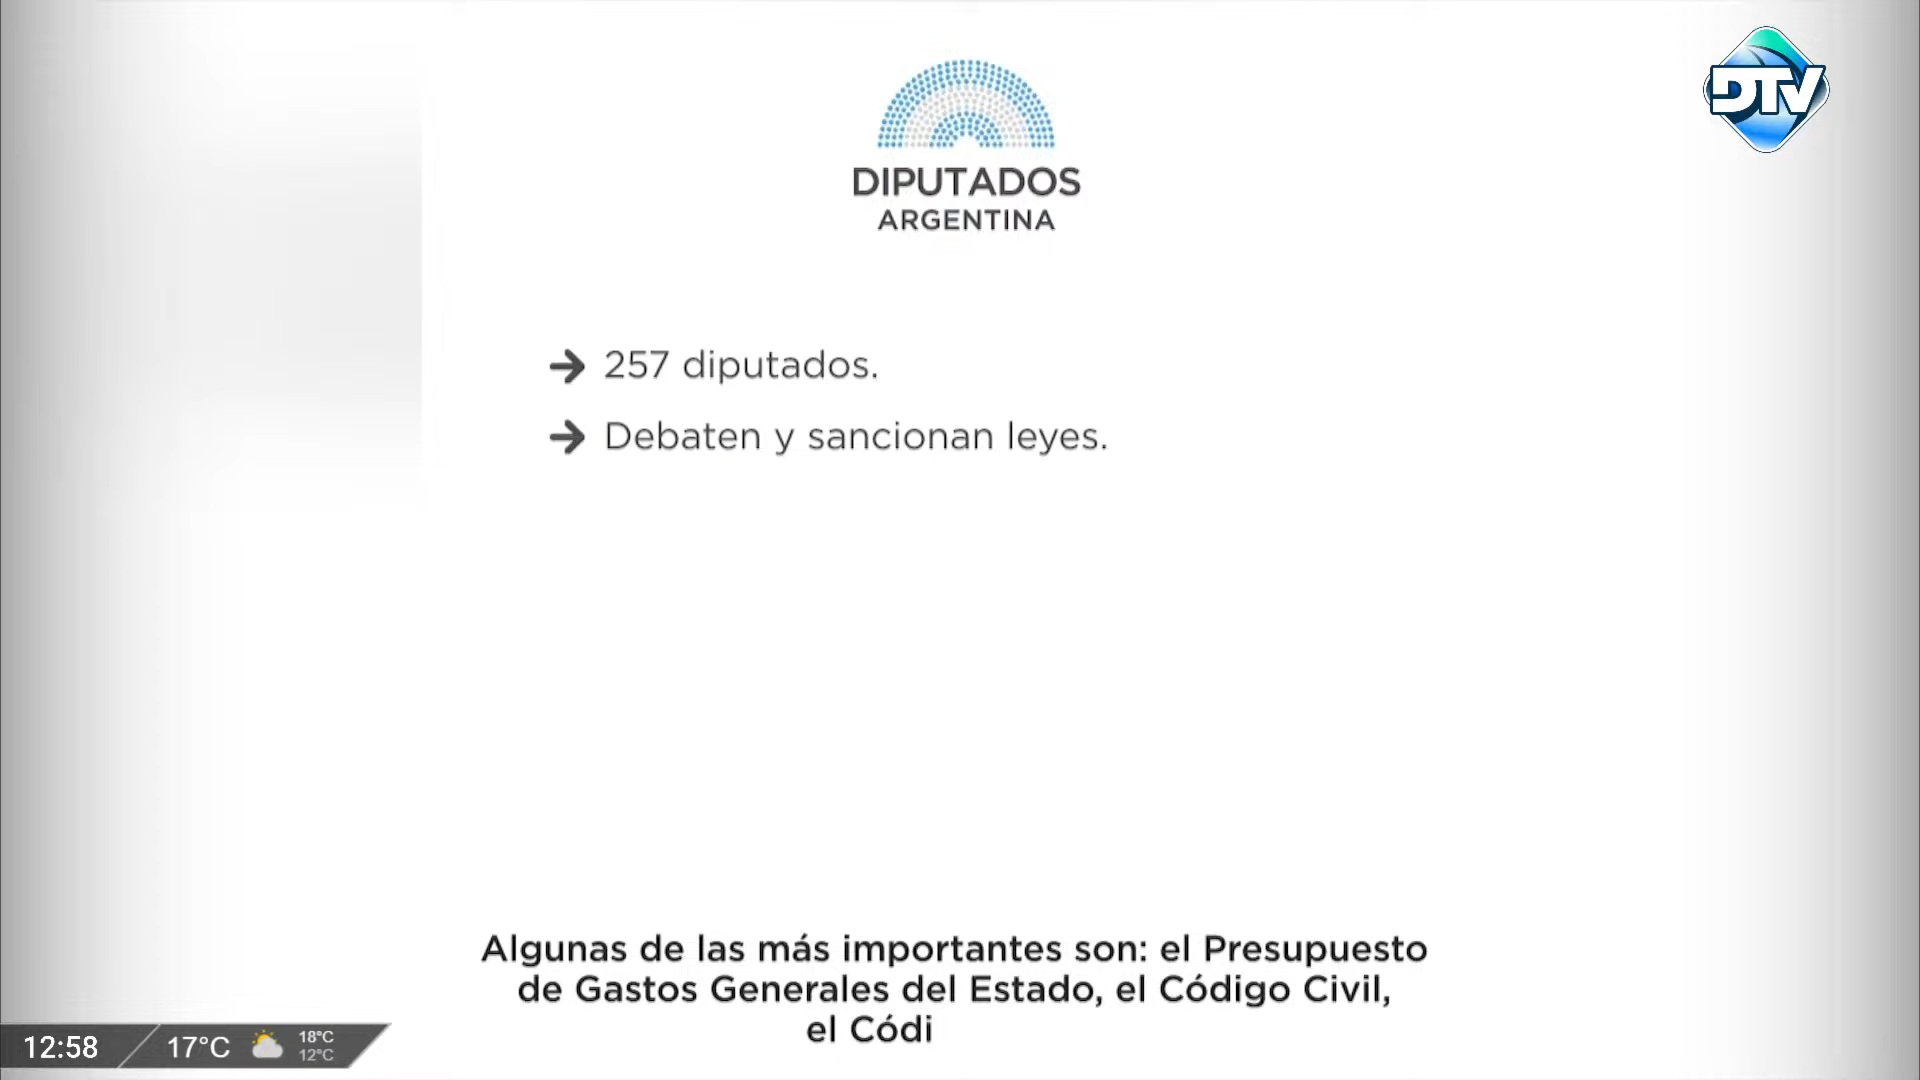 DTV
DIPUTADOS
ARGENTINA
257 diputados.
Debaten y sancionan leyes.
Algunas de las más importantes son: el Presupuesto
de Gastos Generales del Estado, el Código Civil,
el Códi
12:58
17°C
18°C
12°C